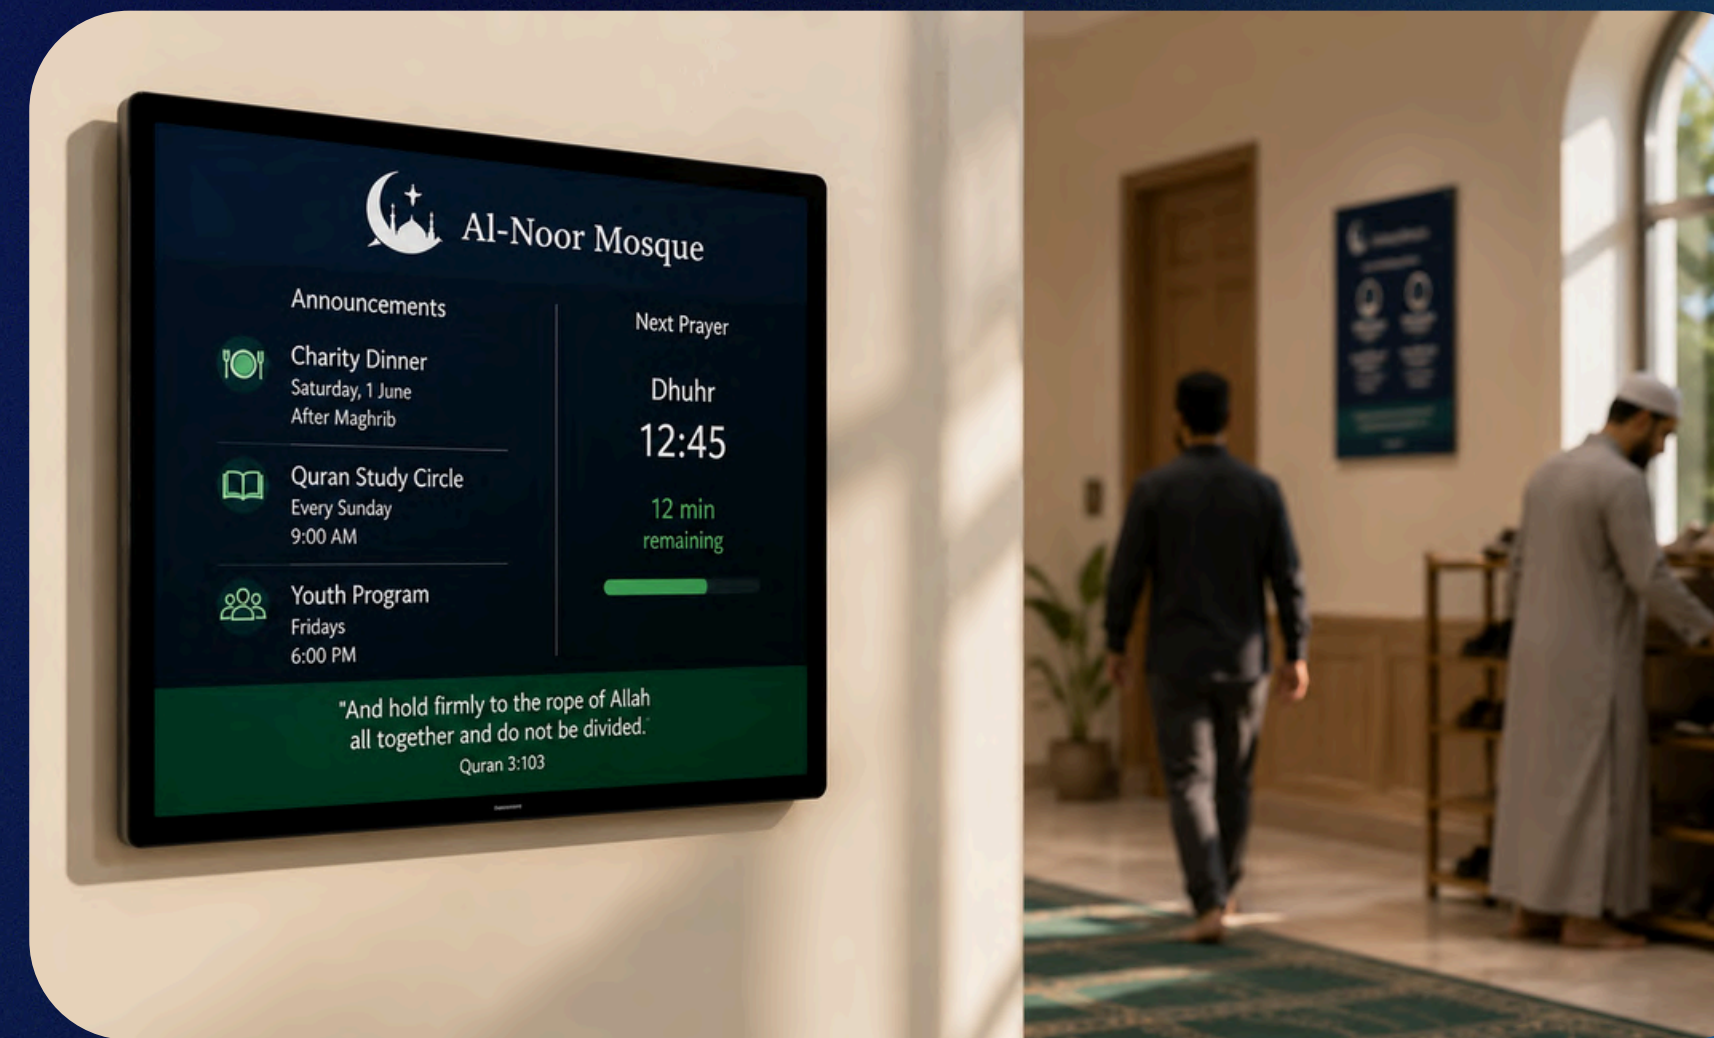 Al-Noor Mosque
Announcements
Charity Dinner
Saturday, 1 June
After Maghrib
Quran Study Circle
Every Sunday
9:00 AM
Youth Program
Fridays
6:00 PM
Next Prayer
Dhuhr
12:45
12 min
remaining
"And hold firmly to the rope of Allah
all together and do not be divided."
Quran 3:103